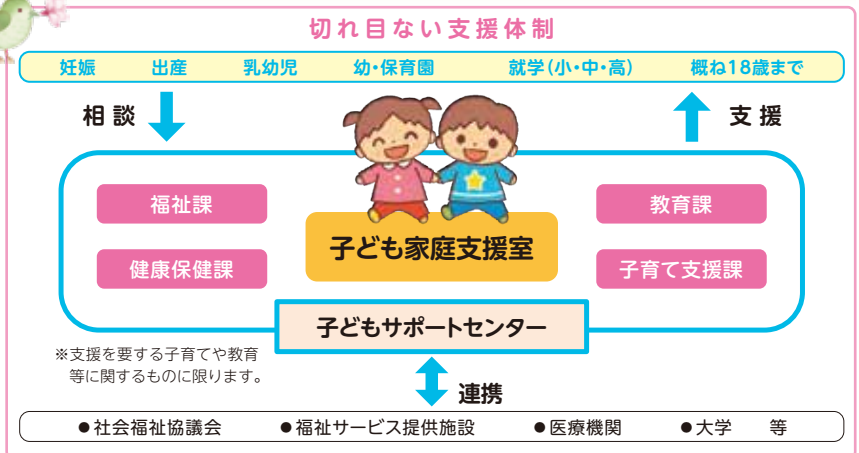 切れ目ない支援体制
妊娠 出産 乳幼児 幼・保育園 就学(小・中・高) 概ね18歳まで
相談 支援
福祉課 教育課
子ども家庭支援室
健康保健課 子育て支援課
子どもサポートセンター
※支援を要する子育てや教育
等に関するものに限ります。
連携
●社会福祉協議会 ●福祉サービス提供施設 ●医療機関 ●大学 等